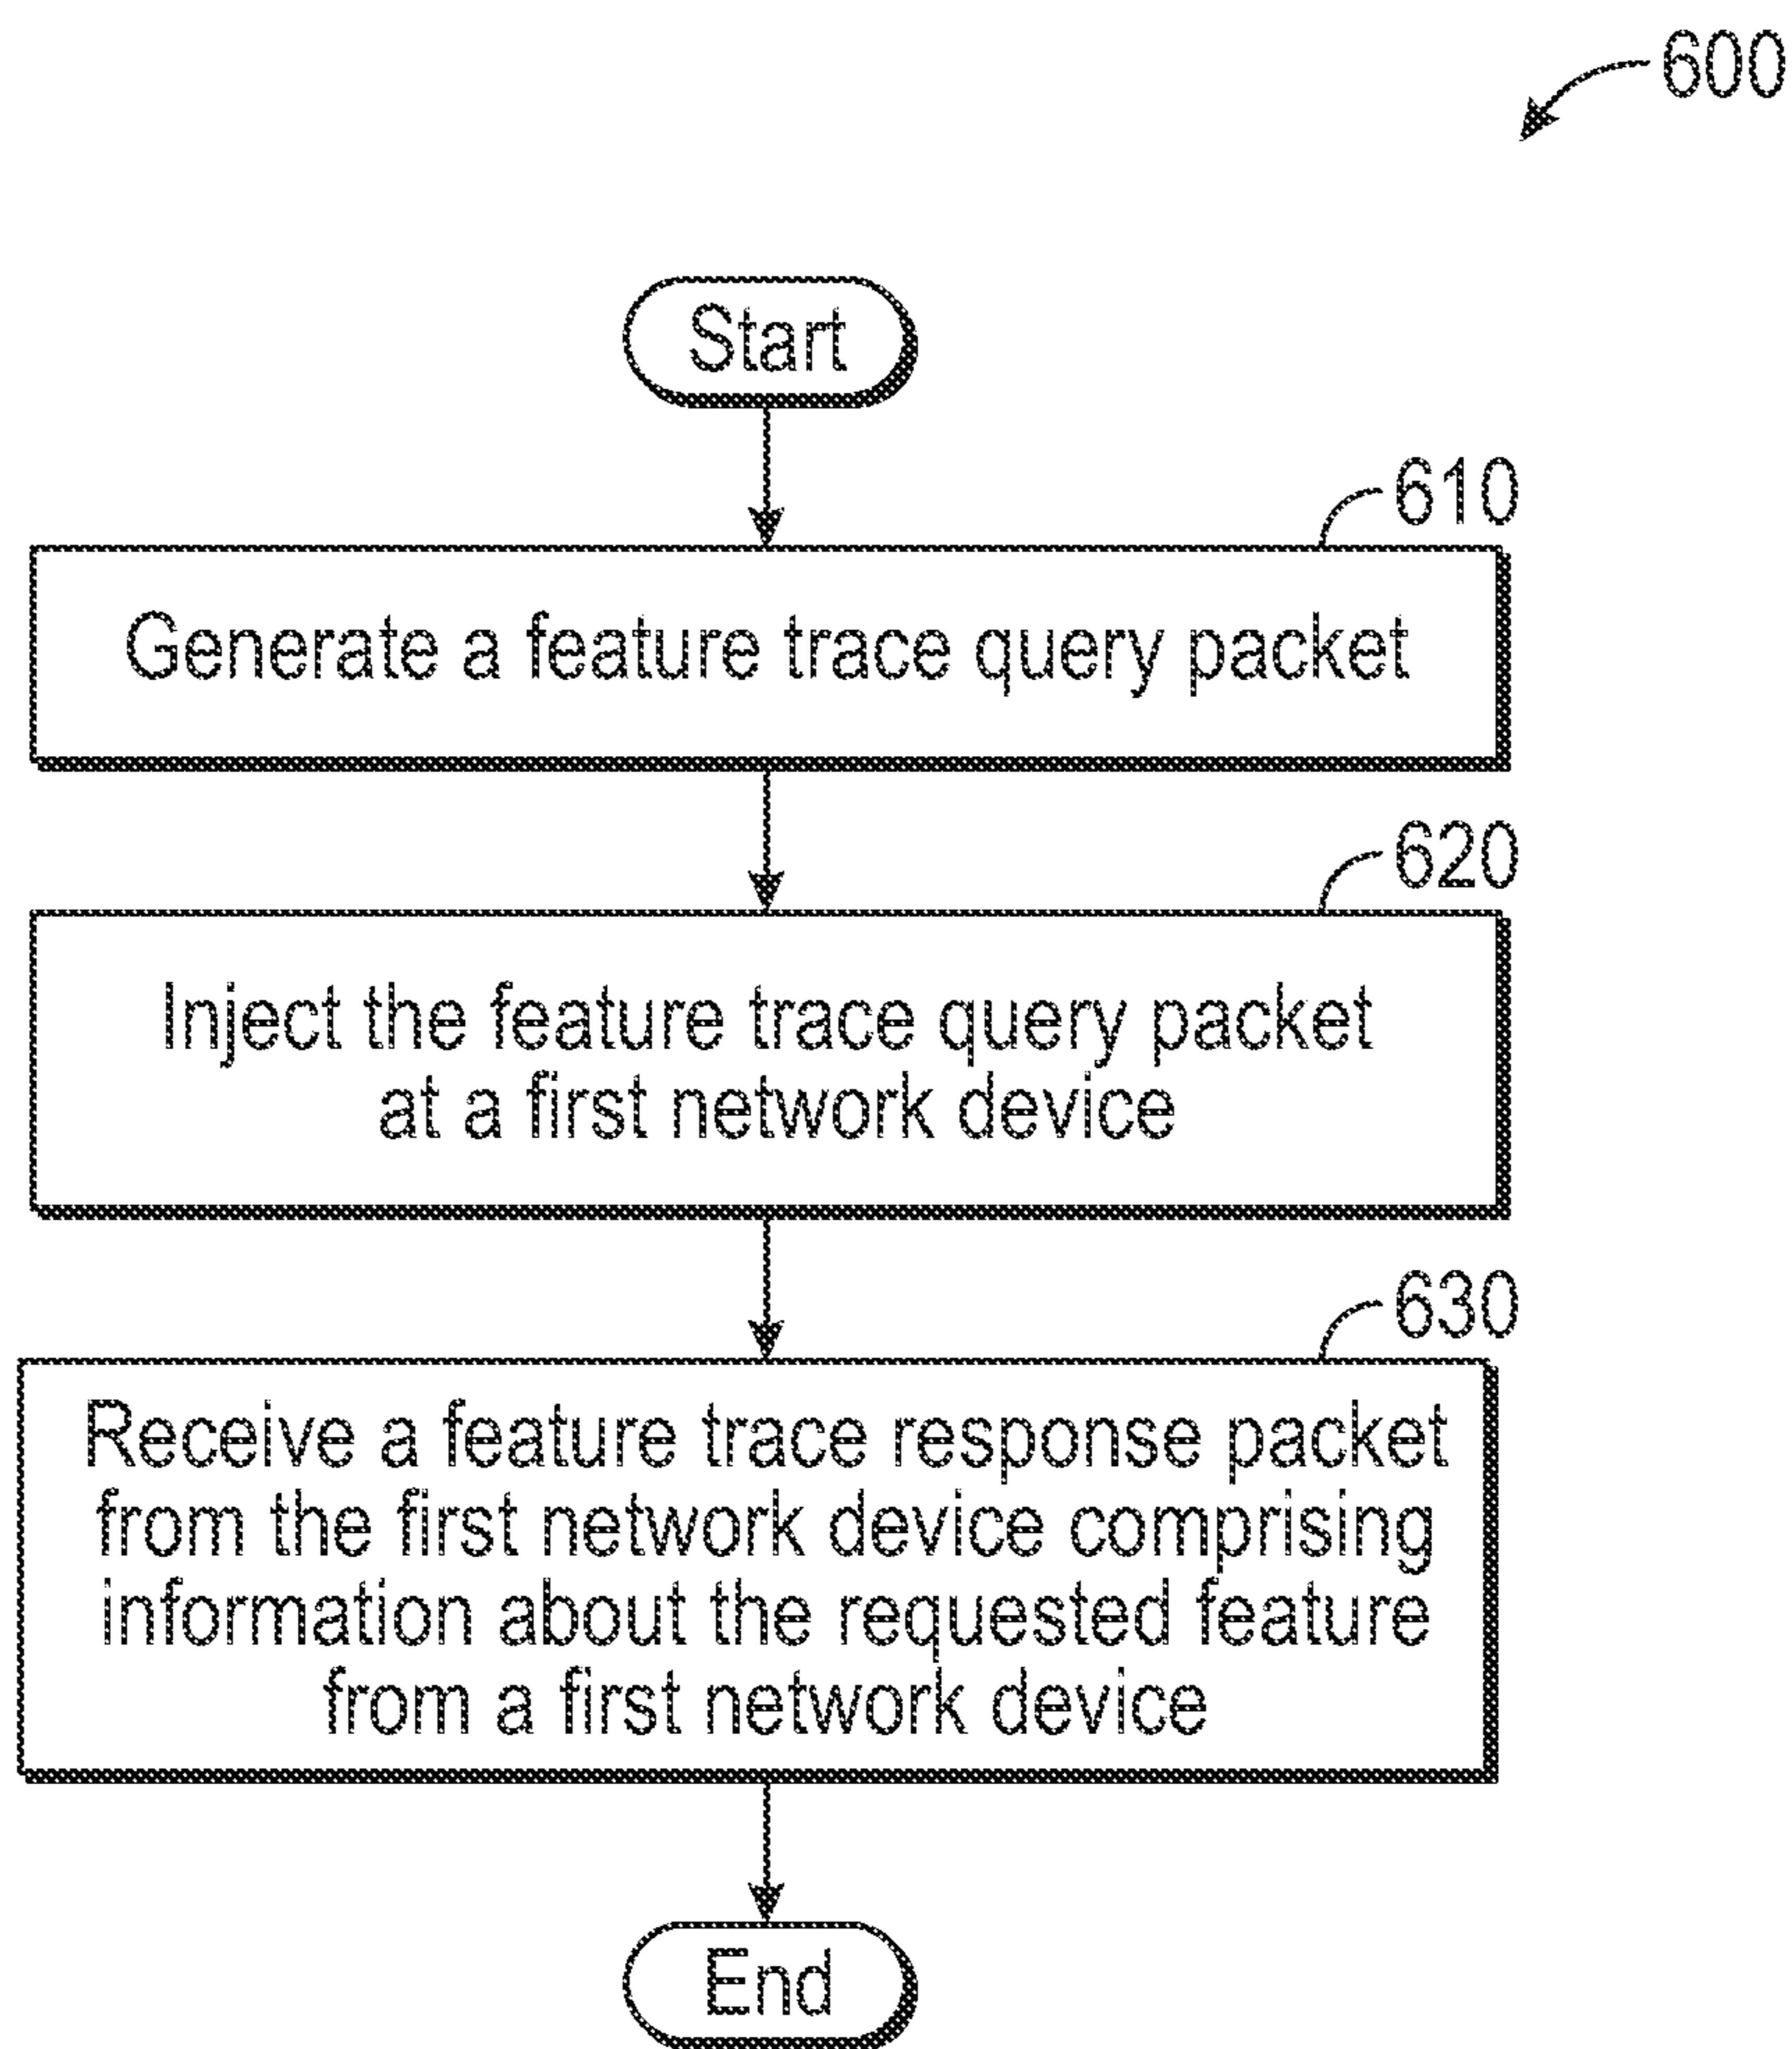 600
Start
610
Generate a feature trace query packet
620
Inject the feature trace query packet
at a first network device
630
Receive a feature trace response packet
from the first network device comprising
information about the requested feature
from a first network device
End